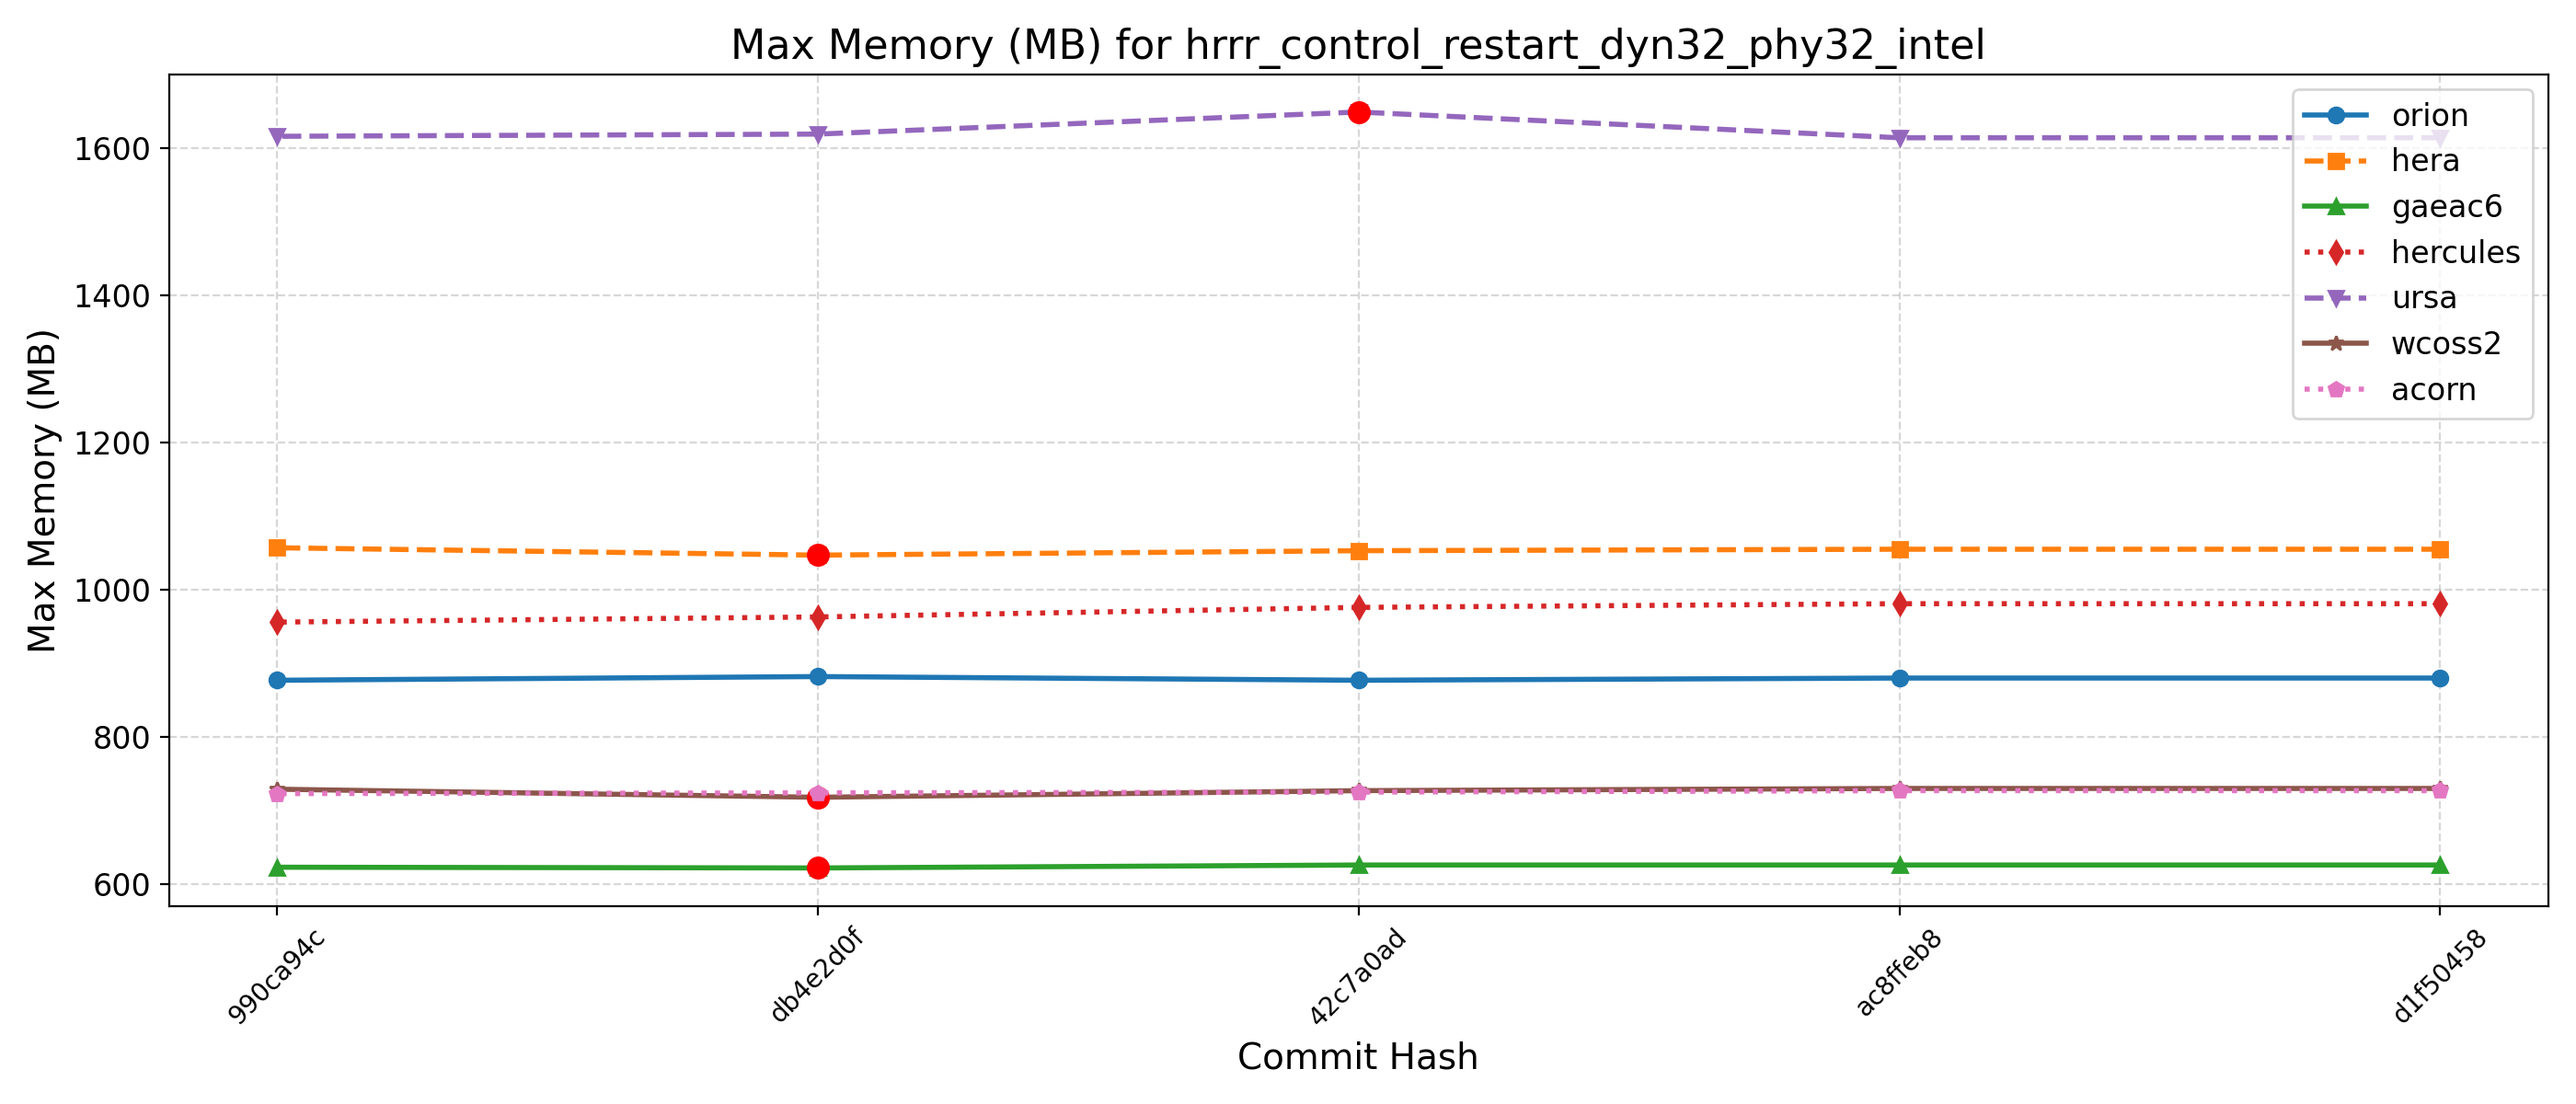 Max Memory (MB) for hrrr_control_restart_dyn32_phy32_intel
Max Memory (MB)
1600
1400
1200
1000
800
600
orion
hera
gaeac6
hercules
ursa
wcoss2
acorn
990ca94c
db4e2d0f
42c7a0ad
ac8ffeb8
d1f50458
Commit Hash